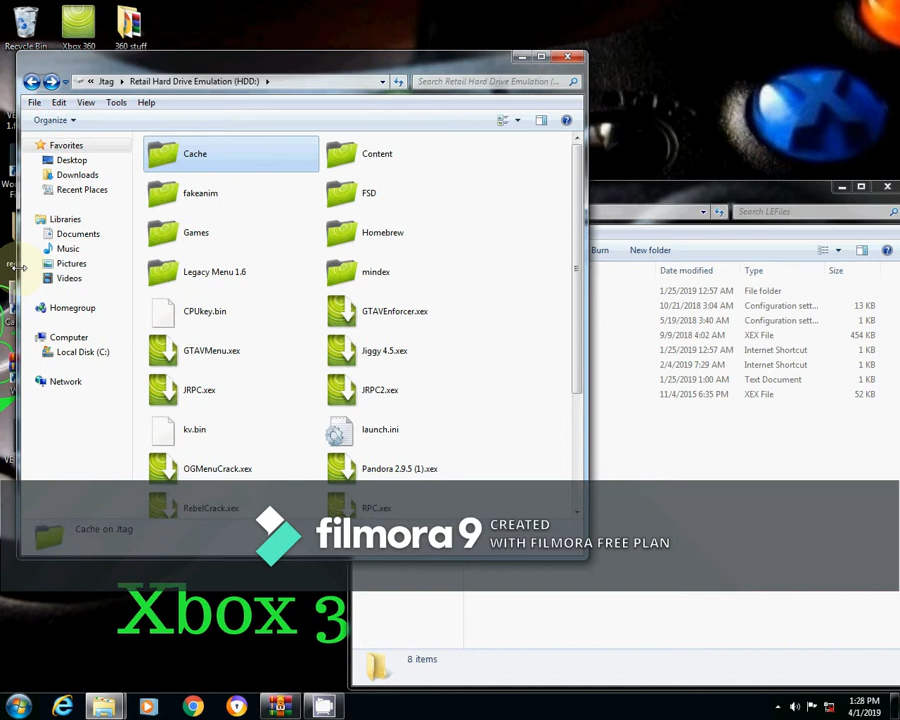 Recycle Bin
Xbox 360
360 stuff
« Jtag ▸ Retail Hard Drive Emulation (HDD:) ▸
Search Retail Hard Drive Emulation (...
File Edit View Tools Help
Organize
Favorites
Desktop
Downloads
Recent Places
Libraries
Documents
Music
Pictures
Videos
Homegroup
Computer
Local Disk (C:)
Network
Cache
Content
fakeanim
FSD
Games
Homebrew
Legacy Menu 1.6
mindex
CPUkey.bin
GTAVEnforcer.xex
GTAVMenu.xex
Jiggy 4.5.xex
JRPC.xex
JRPC2.xex
kv.bin
launch.ini
OGMenuCrack.xex
Pandora 2.9.5 (1).xex
RebelCrack.xex
RPC.xex
Cache on Jtag
Search LEFiles
Burn New folder
Date modified Type Size
1/25/2019 12:57 AM File folder
10/21/2018 3:04 AM Configuration sett... 13 KB
5/19/2018 3:40 AM Configuration sett... 1 KB
9/9/2018 4:02 AM XEX File 454 KB
1/25/2019 12:57 AM Internet Shortcut 1 KB
2/4/2019 7:29 AM Internet Shortcut 1 KB
1/25/2019 1:00 AM Text Document 1 KB
11/4/2015 6:35 PM XEX File 52 KB
filmora9 CREATED
WITH FILMORA FREE PLAN
Xbox 3
8 items
1:28 PM
4/1/2019